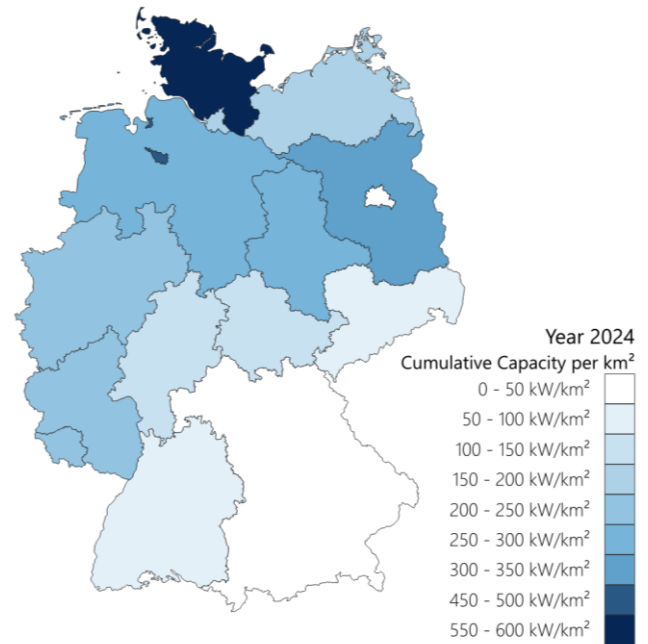 Year 2024
Cumulative Capacity per km²
0 - 50 kW/km²
50 - 100 kW/km²
100 - 150 kW/km²
150 - 200 kW/km²
200 - 250 kW/km²
250 - 300 kW/km²
300 - 350 kW/km²
450 - 500 kW/km²
550 - 600 kW/km²